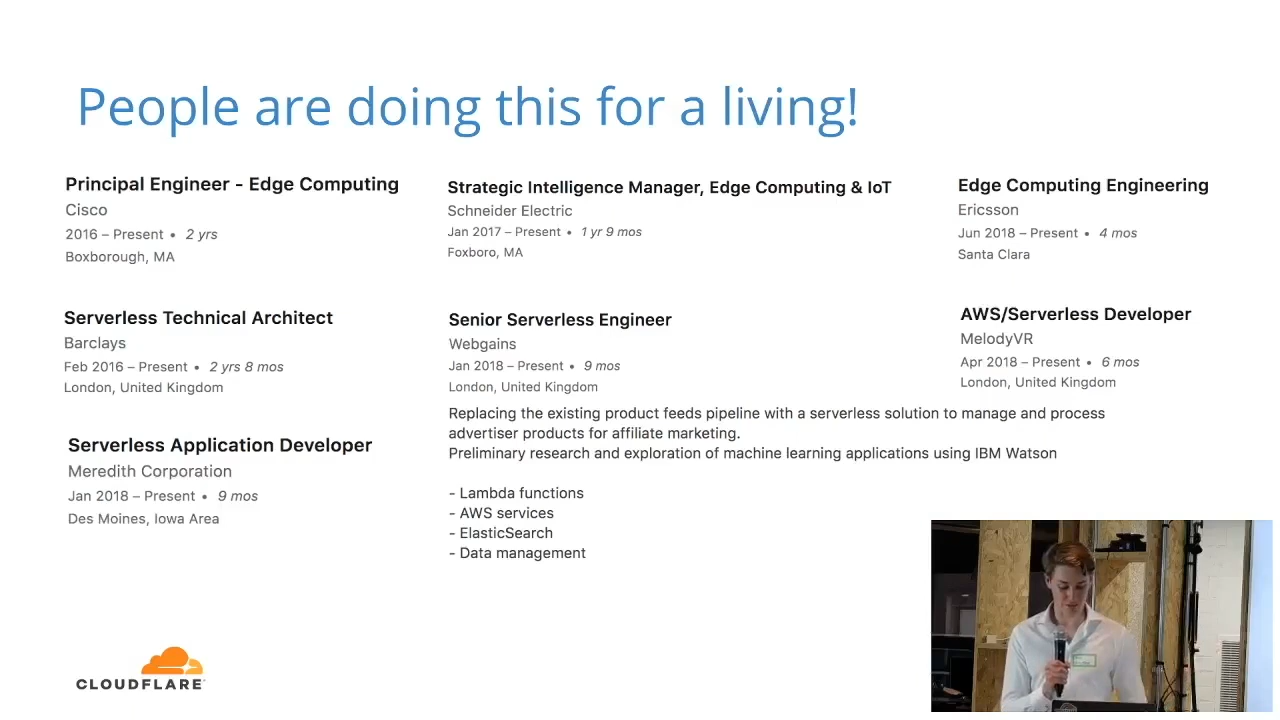 People are doing this for a living!
Principal Engineer - Edge Computing
Cisco
2016 – Present • 2 yrs
Boxborough, MA
Strategic Intelligence Manager, Edge Computing & IoT
Schneider Electric
Jan 2017 – Present • 1 yr 9 mos
Foxboro, MA
Edge Computing Engineering
Ericsson
Jun 2018 – Present • 4 mos
Santa Clara
Serverless Technical Architect
Barclays
Feb 2016 – Present • 2 yrs 8 mos
London, United Kingdom
Senior Serverless Engineer
Webgains
Jan 2018 – Present • 9 mos
London, United Kingdom
Replacing the existing product feeds pipeline with a serverless solution to manage and process
advertiser products for affiliate marketing.
Preliminary research and exploration of machine learning applications using IBM Watson
- Lambda functions
- AWS services
- ElasticSearch
- Data management
AWS/Serverless Developer
MelodyVR
Apr 2018 – Present • 6 mos
London, United Kingdom
Serverless Application Developer
Meredith Corporation
Jan 2018 – Present • 9 mos
Des Moines, Iowa Area
CLOUDFLARE